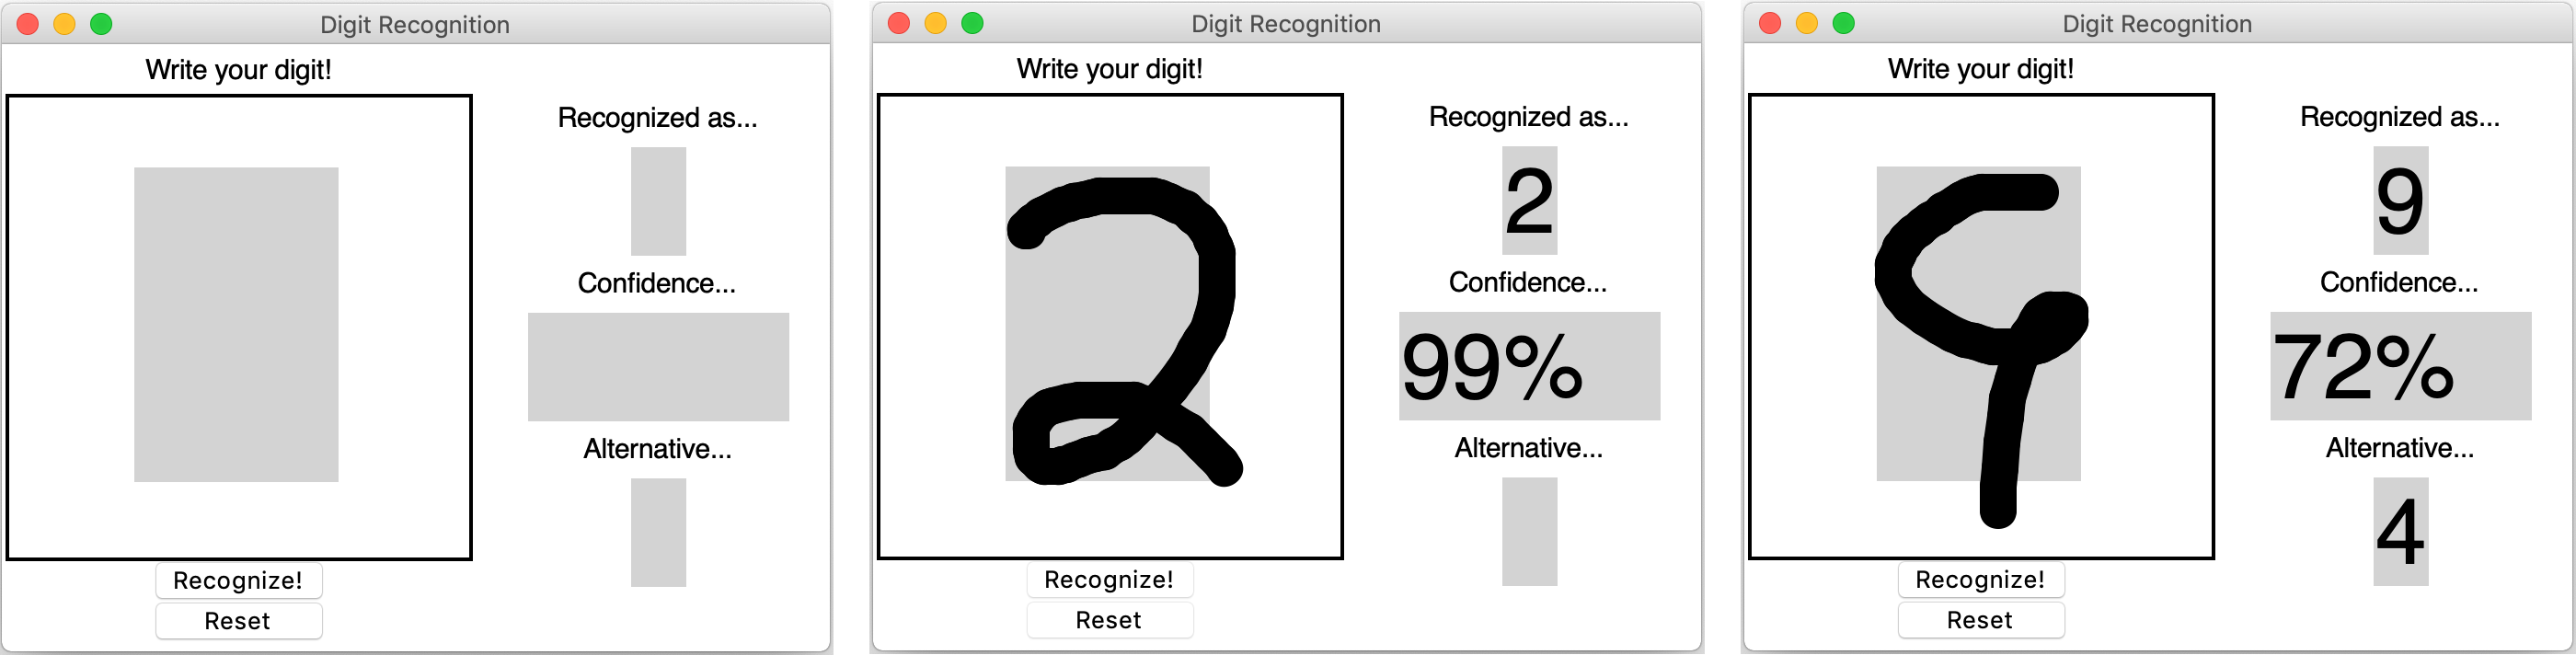 Digit Recognition
Write your digit!
Recognized as...
Confidence...
Alternative...
Recognize!
Reset
Digit Recognition
Write your digit!
2
Recognized as...
2
Confidence...
99%
Alternative...
Recognize!
Reset
Digit Recognition
Write your digit!
9
Recognized as...
9
Confidence...
72%
Alternative...
4
Recognize!
Reset